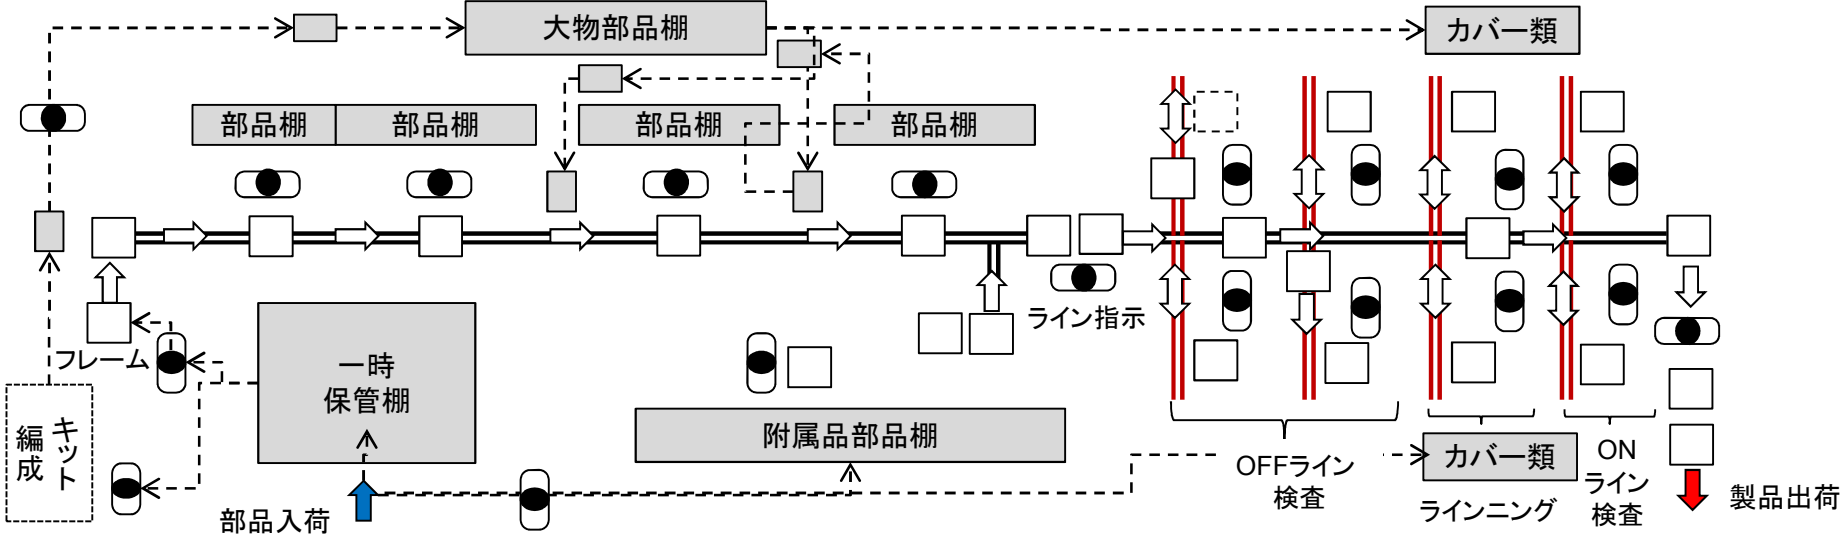 大物部品棚
カバー類
部品棚
部品棚
部品棚
部品棚
ライン指示
フレーム
一時
保管棚
キット
編成
附属品部品棚
部品入荷
OFFライン
検査
カバー類
ラインニング
ON
ライン
検査
製品出荷